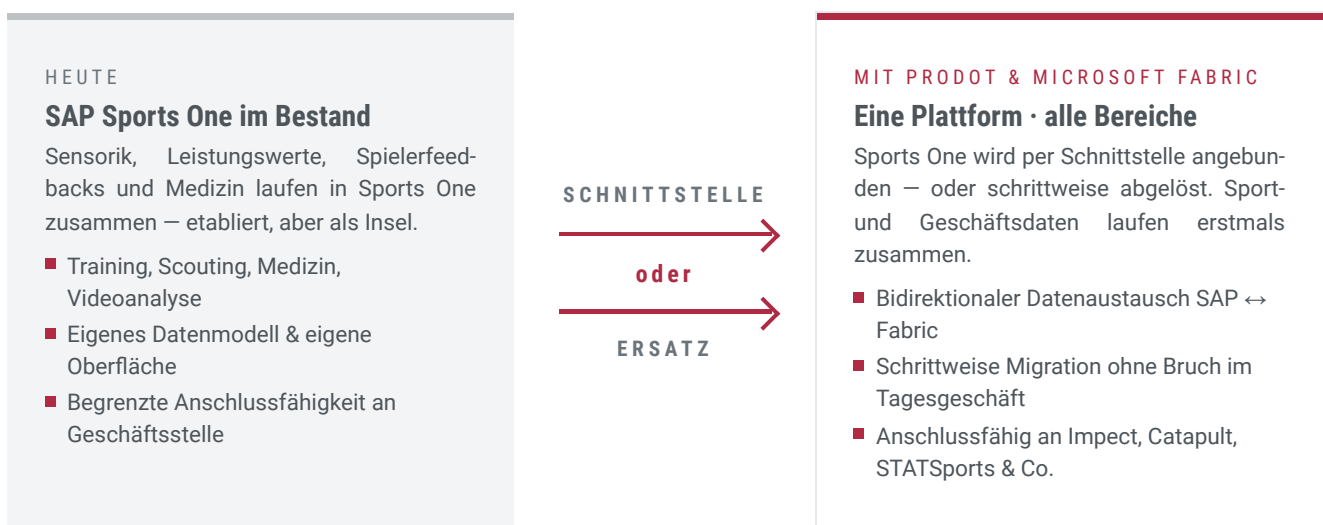 HEUTE
SAP Sports One im Bestand
Sensorik, Leistungswerte, Spielerfeed-
backs und Medizin laufen in Sports One
zusammen — etabliert, aber als Insel.
Training, Scouting, Medizin,
Videoanalyse
Eigenes Datenmodell & eigene
Oberfläche
Begrenzte Anschlussfähigkeit an
Geschäftsstelle
SCHNITTSTELLE
oder
ERSATZ
MIT PRODOT & MICROSOFT FABRIC
Eine Plattform · alle Bereiche
Sports One wird per Schnittstelle angebun-
den — oder schrittweise abgelöst. Sport-
und Geschäftsdaten laufen erstmals
zusammen.
Bidirektionaler Datenaustausch SAP ↔
Fabric
Schrittweise Migration ohne Bruch im
Tagesgeschäft
Anschlussfähig an Impect, Catapult,
STATSports & Co.